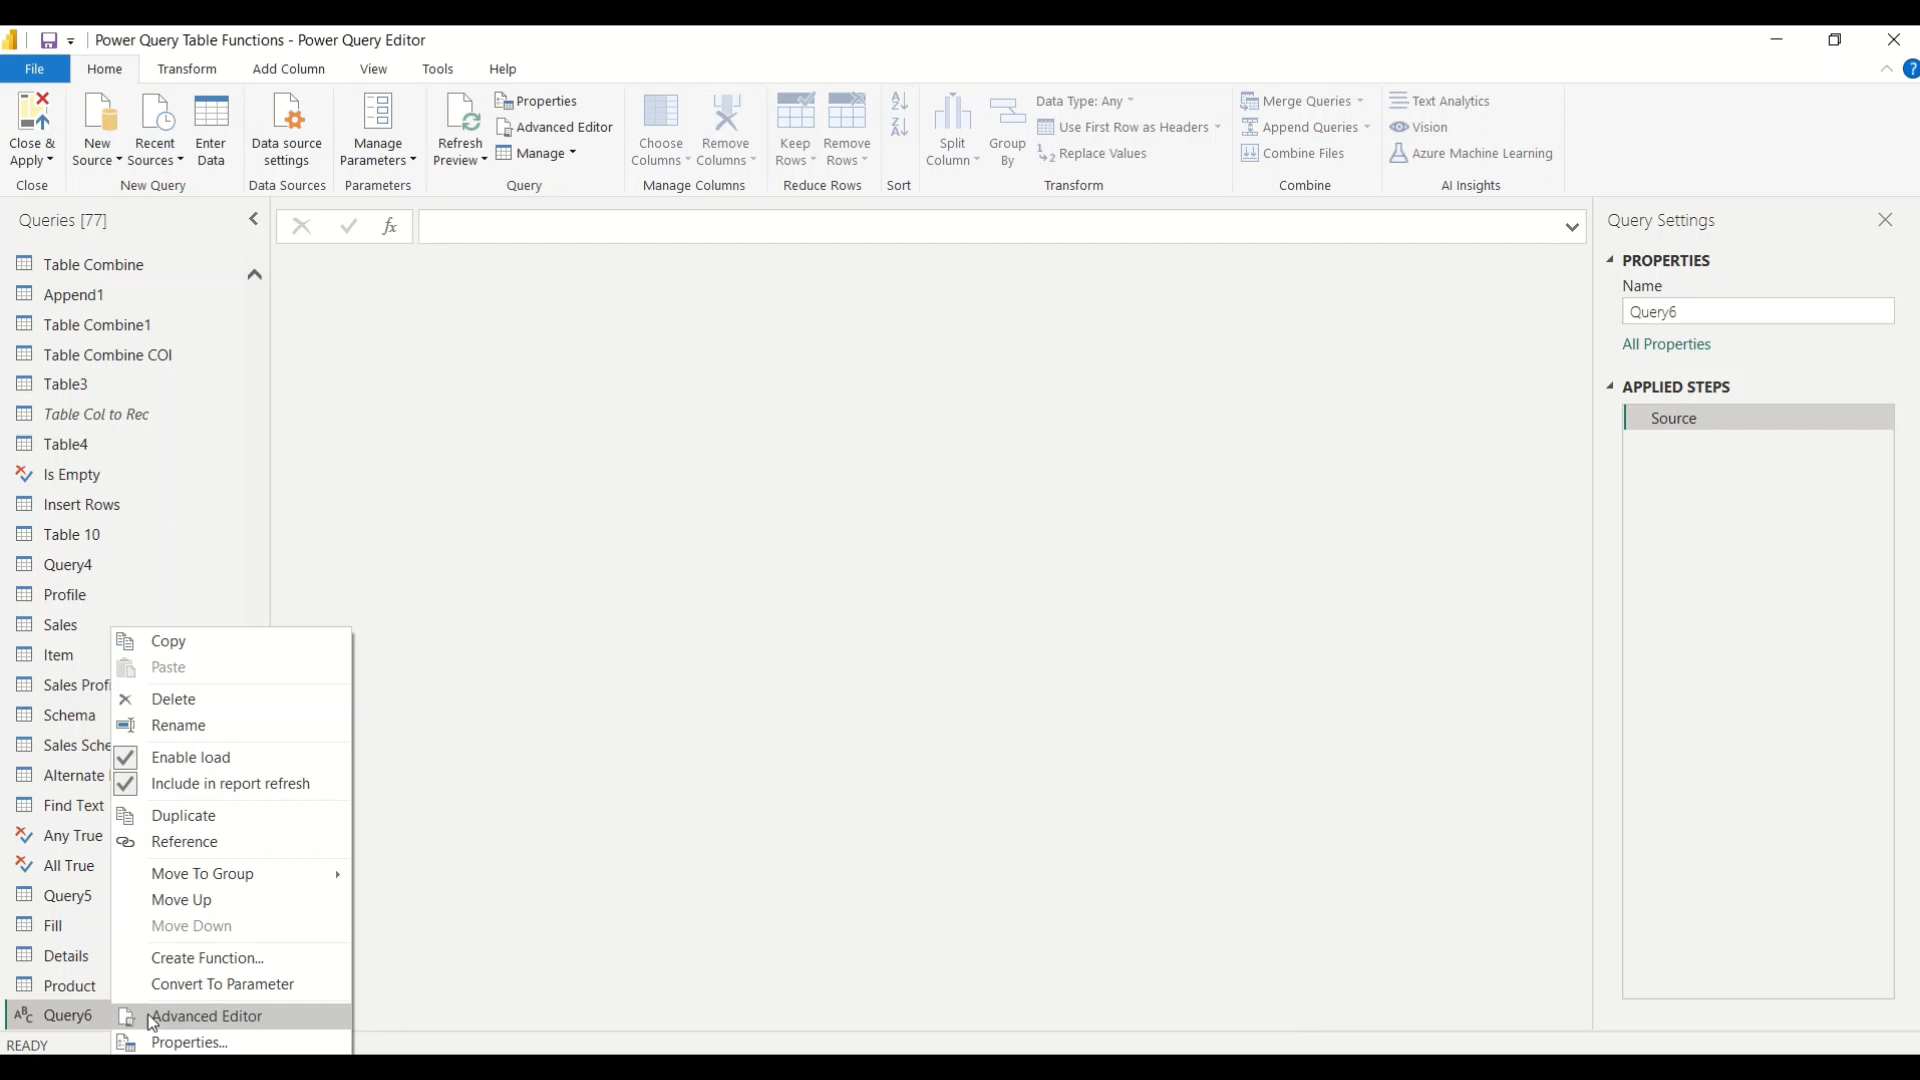 Power Query Table Functions - Power Query Editor
File
Home
Transform
Add Column
View
Tools
Help
?
Close &
Apply
Close
New
Source
Recent
Sources
Enter
Data
New Query
Data source
settings
Data Sources
Manage
Parameters
Parameters
Refresh
Preview
Properties
Advanced Editor
Manage
Query
Choose
Columns
Remove
Columns
Manage Columns
Keep
Rows
Remove
Rows
Reduce Rows
Sort
Split
Column
Group
By
Data Type: Any
Use First Row as Headers
Replace Values
Transform
Merge Queries
Append Queries
Combine Files
Combine
Text Analytics
Vision
Azure Machine Learning
AI Insights
Queries [77]
Table Combine
Append1
Table Combine1
Table Combine COI
Table3
Table Col to Rec
Table4
Is Empty
Insert Rows
Table 10
Query4
Profile
Sales
Item
Sales Profi
Schema
Sales Sche
Alternate
Find Text
Any True
All True
Query5
Fill
Details
Product
Query6
READY
Copy
Paste
Delete
Rename
Enable load
Include in report refresh
Duplicate
Reference
Move To Group
Move Up
Move Down
Create Function...
Convert To Parameter
Advanced Editor
Properties...
fx
Query Settings
PROPERTIES
Name
Query6
All Properties
APPLIED STEPS
Source